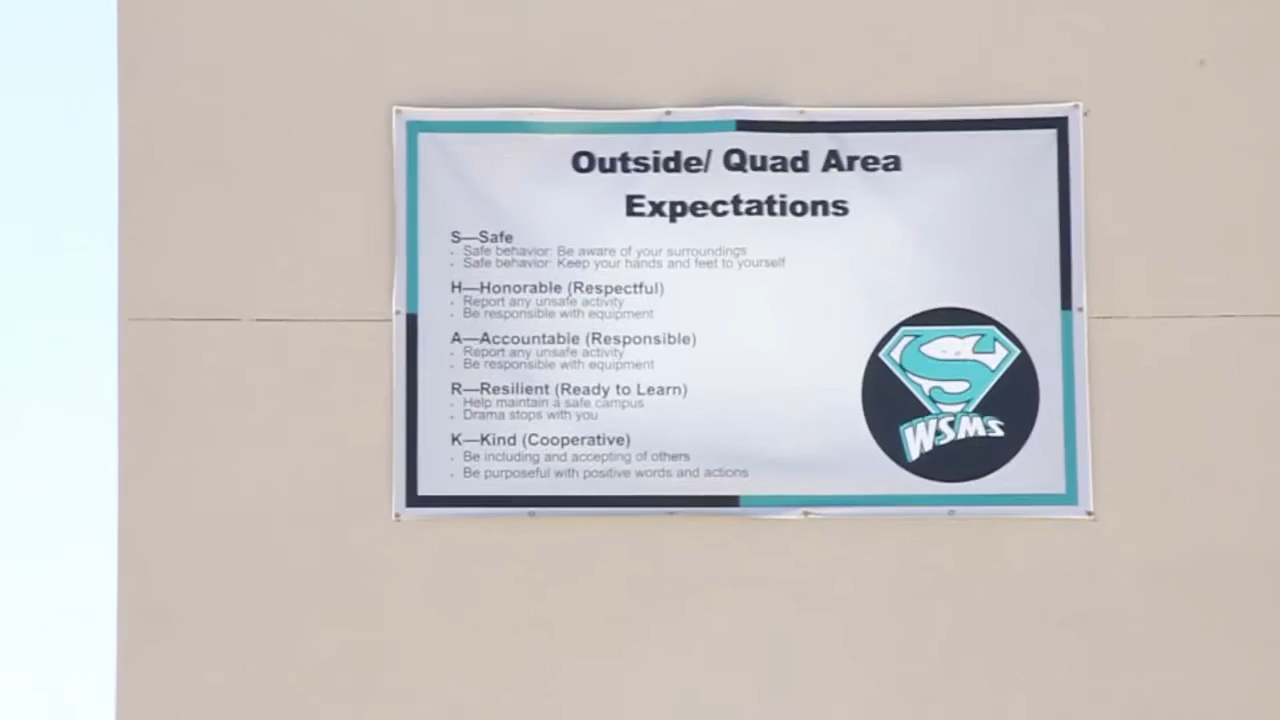 Outside/ Quad Area
Expectations
S—Safe
• Safe behavior: Be aware of your surroundings
• Safe behavior: Keep your hands and feet to yourself
H—Honorable (Respectful)
• Report any unsafe activity
• Be responsible with equipment
A—Accountable (Responsible)
• Report any unsafe activity
• Be responsible with equipment
R—Resilient (Ready to Learn)
• Help maintain a safe campus
• Drama stops with you
K—Kind (Cooperative)
• Be including and accepting of others
• Be purposeful with positive words and actions
S
WSMS